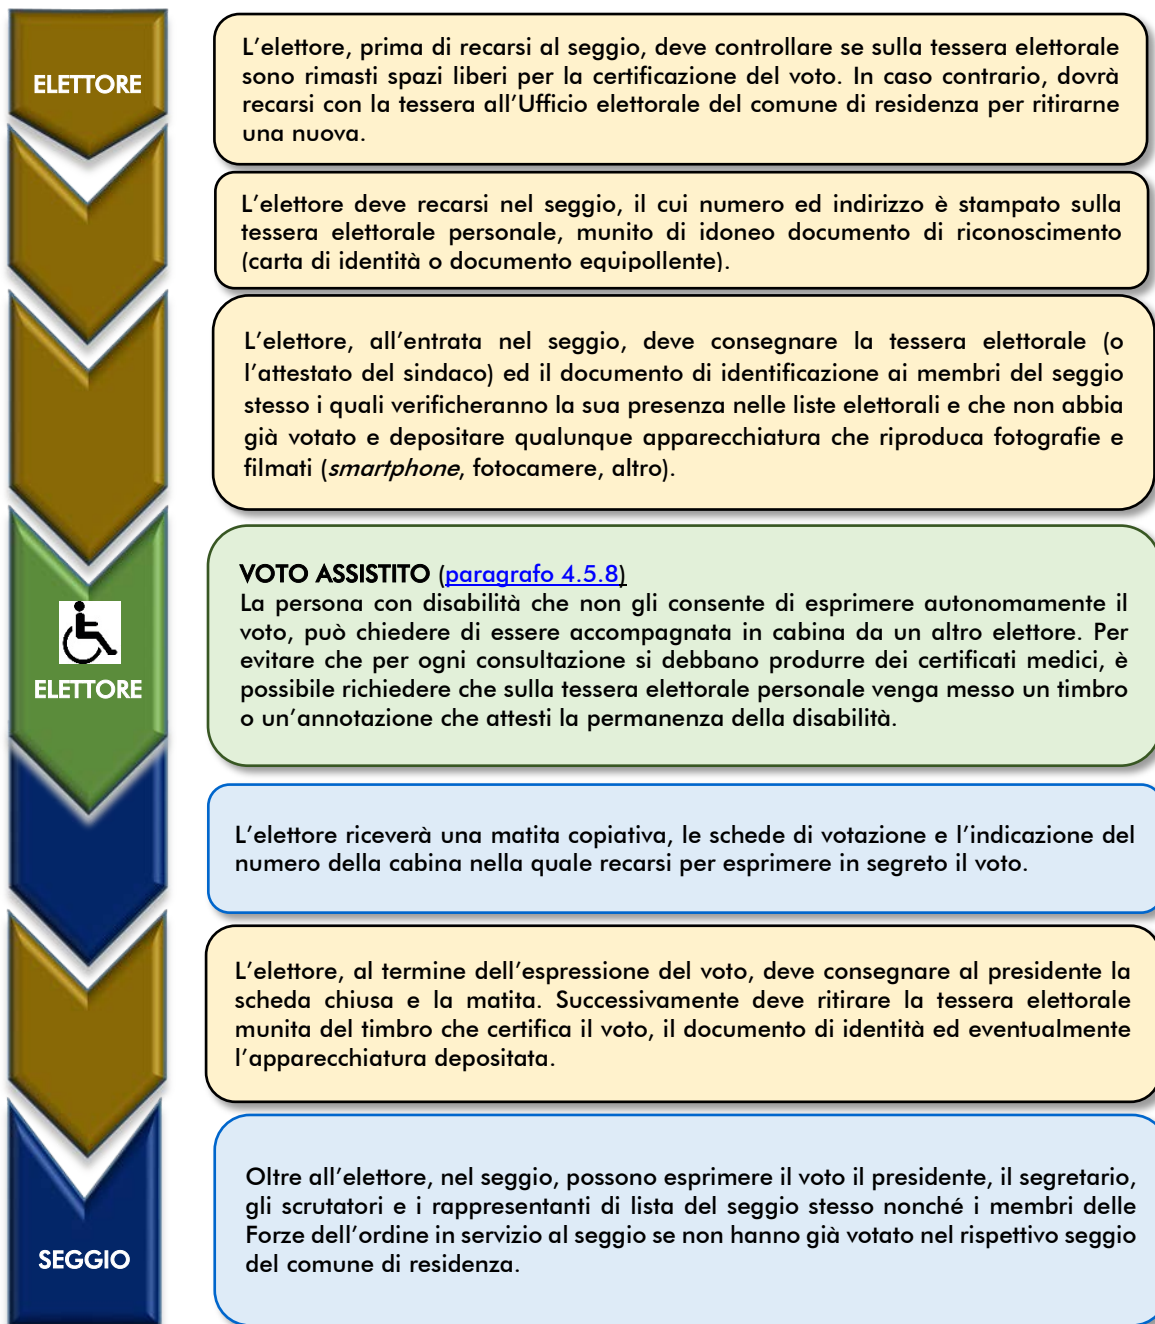 ELETTORE
L'elettore, prima di recarsi al seggio, deve controllare se sulla tessera elettorale
sono rimasti spazi liberi per la certificazione del voto. In caso contrario, dovrà
recarsi con la tessera all'Ufficio elettorale del comune di residenza per ritirarne
una nuova.
L'elettore deve recarsi nel seggio, il cui numero ed indirizzo è stampato sulla
tessera elettorale personale, munito di idoneo documento di riconoscimento
(carta di identità o documento equipollente).
L'elettore, all'entrata nel seggio, deve consegnare la tessera elettorale (o
l'attestato del sindaco) ed il documento di identificazione ai membri del seggio
stesso i quali verificheranno la sua presenza nelle liste elettorali e che non abbia
già votato e depositare qualunque apparecchiatura che riproduca fotografie e
filmati (smartphone, fotocamere, altro).
ELETTORE
VOTO ASSISTITO (paragrafo 4.5.8)
La persona con disabilità che non gli consente di esprimere autonomamente il
voto, può chiedere di essere accompagnata in cabina da un altro elettore. Per
evitare che per ogni consultazione si debbano produrre dei certificati medici, è
possibile richiedere che sulla tessera elettorale personale venga messo un timbro
o un'annotazione che attesti la permanenza della disabilità.
L'elettore riceverà una matita copiativa, le schede di votazione e l'indicazione del
numero della cabina nella quale recarsi per esprimere in segreto il voto.
L'elettore, al termine dell'espressione del voto, deve consegnare al presidente la
scheda chiusa e la matita. Successivamente deve ritirare la tessera elettorale
munita del timbro che certifica il voto, il documento di identità ed eventualmente
l'apparecchiatura depositata.
SEGGIO
Oltre all'elettore, nel seggio, possono esprimere il voto il presidente, il segretario,
gli scrutatori e i rappresentanti di lista del seggio stesso nonché i membri delle
Forze dell'ordine in servizio al seggio se non hanno già votato nel rispettivo seggio
del comune di residenza.